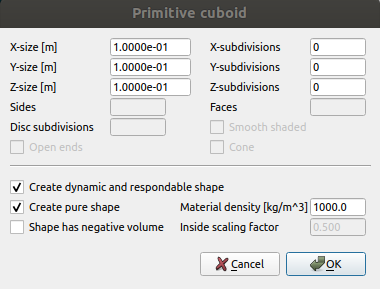 Primitive cuboid
X-size [m] 1.0000e-01 X-subdivisions 0
Y-size [m] 1.0000e-01 Y-subdivisions 0
Z-size [m] 1.0000e-01 Z-subdivisions 0
Sides Faces
Disc subdivisions Smooth shaded
Open ends Cone
Create dynamic and respondable shape
Create pure shape Material density [kg/m^3] 1000.0
Shape has negative volume Inside scaling factor 0.500
Cancel OK